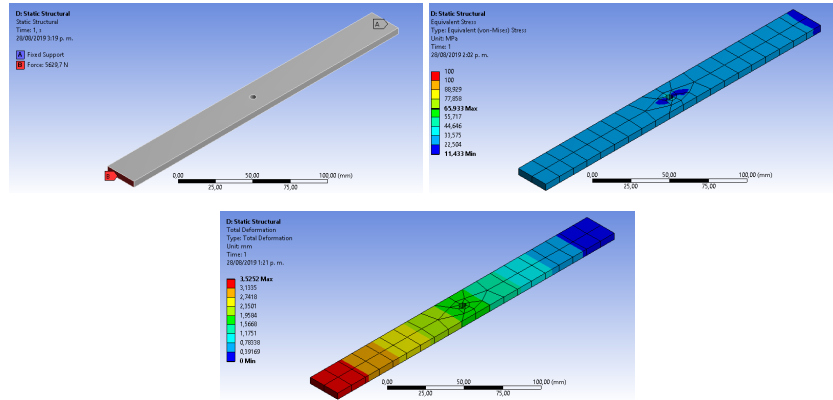 D: Static Structural
Static Structural
Time: 1, s
28/08/2019 3:19 p. m.
A Fixed Support
B Force: 5629,7 N
A
B
0,00 50,00 100,00 (mm)
25,00 75,00
D: Static Structural
Equivalent Stress
Type: Equivalent (von-Mises) Stress
Unit: MPa
Time: 1
28/08/2019 2:02 p. m.
100
100
88,929
77,858
65,933 Max
55,717
44,646
33,575
22,504
11,433 Min
0,00 50,00 100,00 (mm)
25,00 75,00
D: Static Structural
Total Deformation
Type: Total Deformation
Unit: mm
Time: 1
28/08/2019 1:21 p. m.
3,5252 Max
3,1335
2,7418
2,3501
1,9584
1,5668
1,1751
0,78338
0,39169
0 Min
0,00 50,00 100,00 (mm)
25,00 75,00